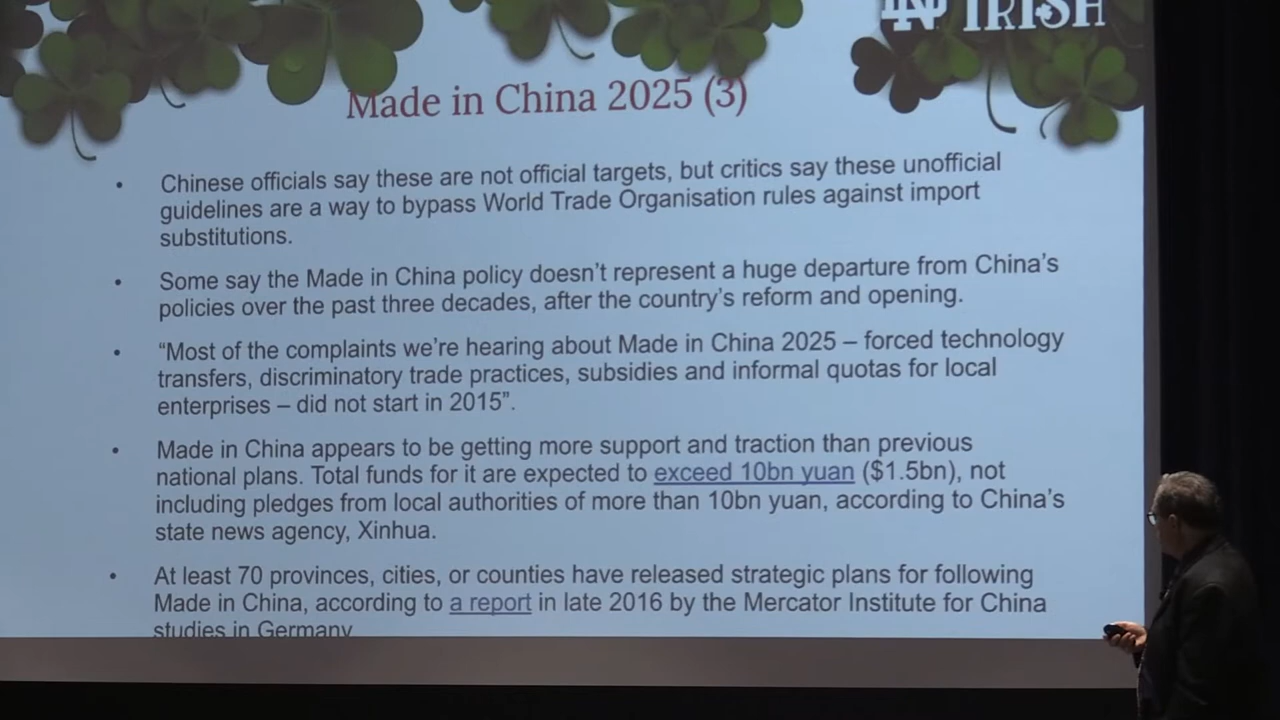 ND IRISH
Made in China 2025 (3)
• Chinese officials say these are not official targets, but critics say these unofficial
guidelines are a way to bypass World Trade Organisation rules against import
substitutions.
• Some say the Made in China policy doesn’t represent a huge departure from China’s
policies over the past three decades, after the country’s reform and opening.
• “Most of the complaints we’re hearing about Made in China 2025 – forced technology
transfers, discriminatory trade practices, subsidies and informal quotas for local
enterprises – did not start in 2015”.
• Made in China appears to be getting more support and traction than previous
national plans. Total funds for it are expected to exceed 10bn yuan ($1.5bn), not
including pledges from local authorities of more than 10bn yuan, according to China’s
state news agency, Xinhua.
• At least 70 provinces, cities, or counties have released strategic plans for following
Made in China, according to a report in late 2016 by the Mercator Institute for China
studies in Germany